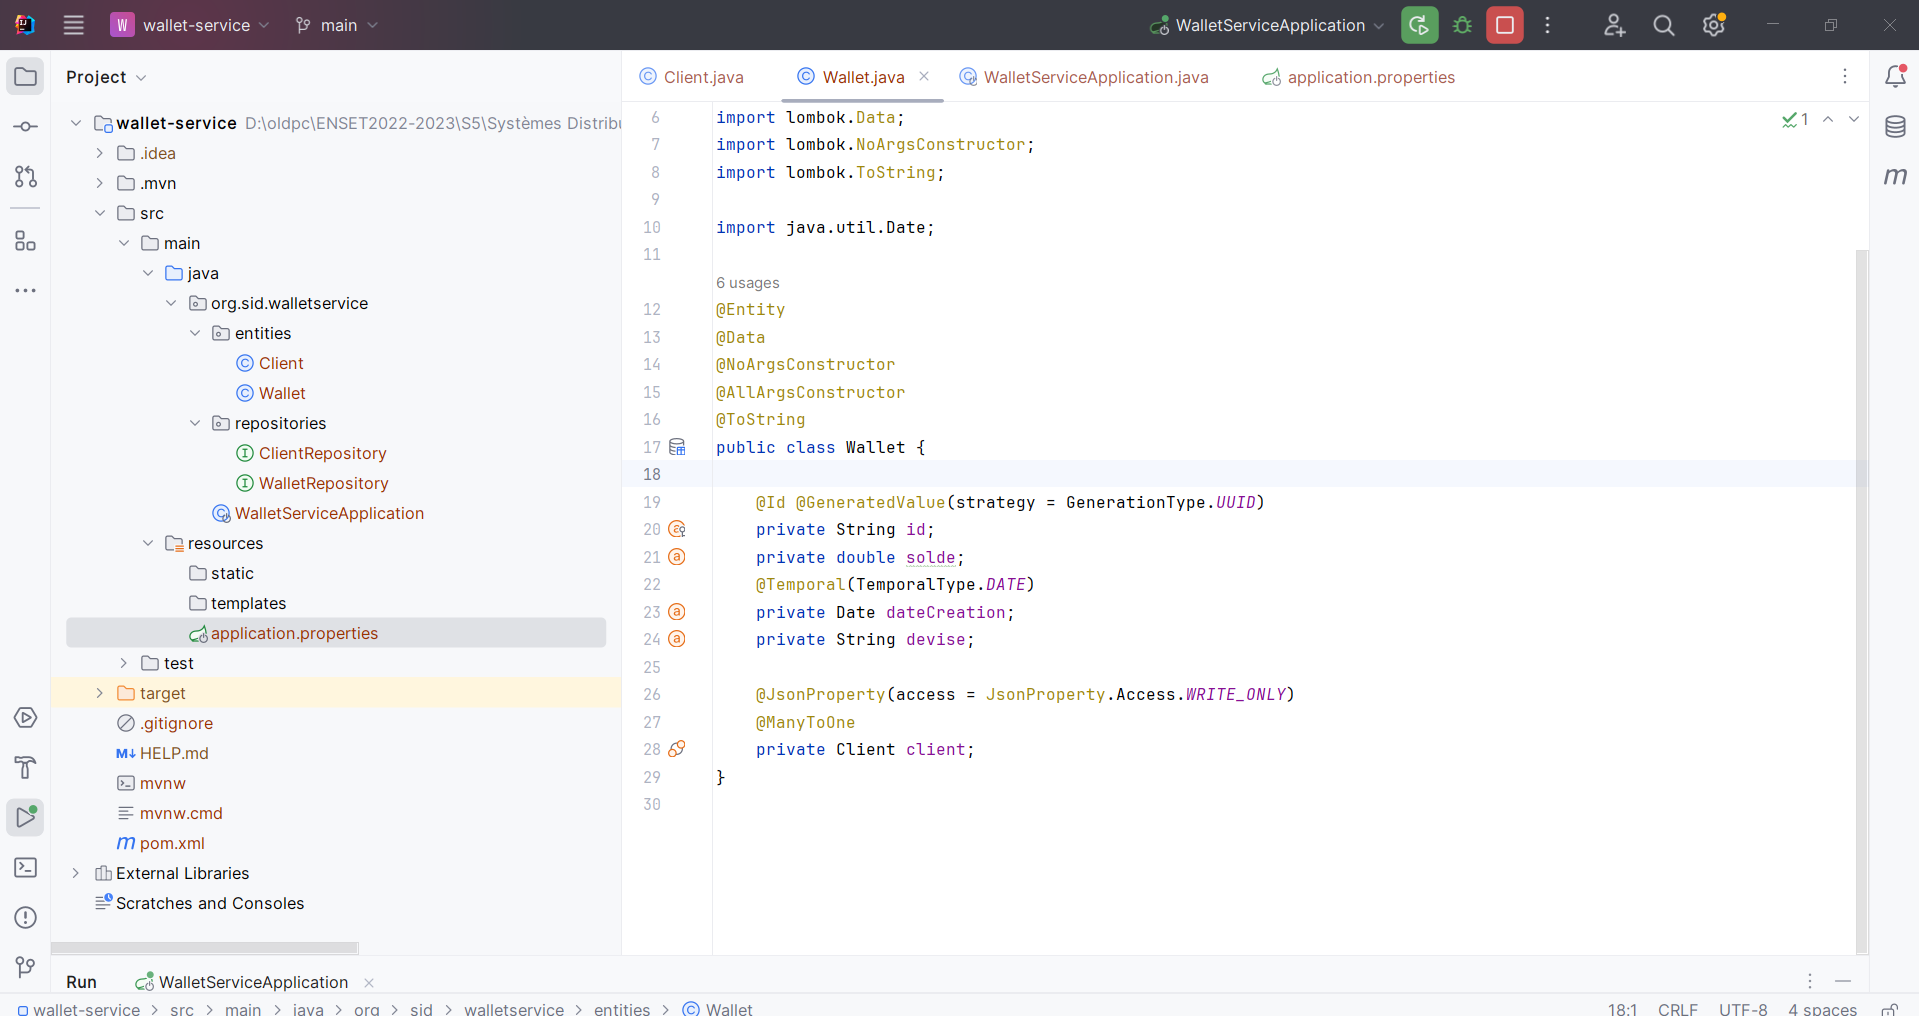 W wallet-service main WalletServiceApplication
Project
Client.java Wallet.java WalletServiceApplication.java application.properties
wallet-service D:\oldpc\ENSET2022-2023\S5\Systèmes Distribu
.idea
.mvn
src
main
java
org.sid.walletservice
entities
Client
Wallet
repositories
ClientRepository
WalletRepository
WalletServiceApplication
resources
static
templates
application.properties
test
target
.gitignore
M↓ HELP.md
mvnw
mvnw.cmd
m pom.xml
External Libraries
Scratches and Consoles
1
6 import lombok.Data;
7 import lombok.NoArgsConstructor;
8 import lombok.ToString;
9
10 import java.util.Date;
11
6 usages
12 @Entity
13 @Data
14 @NoArgsConstructor
15 @AllArgsConstructor
16 @ToString
17 public class Wallet {
18
19 @Id @GeneratedValue(strategy = GenerationType.UUID)
20 private String id;
21 private double solde;
22 @Temporal(TemporalType.DATE)
23 private Date dateCreation;
24 private String devise;
25
26 @JsonProperty(access = JsonProperty.Access.WRITE_ONLY)
27 @ManyToOne
28 private Client client;
29 }
30
m
Run WalletServiceApplication
wallet-service > src > main > java > org > sid > walletservice > entities > Wallet
18:1 CRLF UTF-8 4 spaces